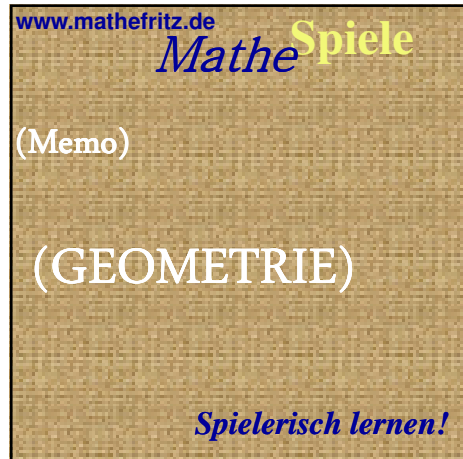 www.mathefritz.de
Mathe Spiele
(Memo)
(GEOMETRIE)
Spielerisch lernen!